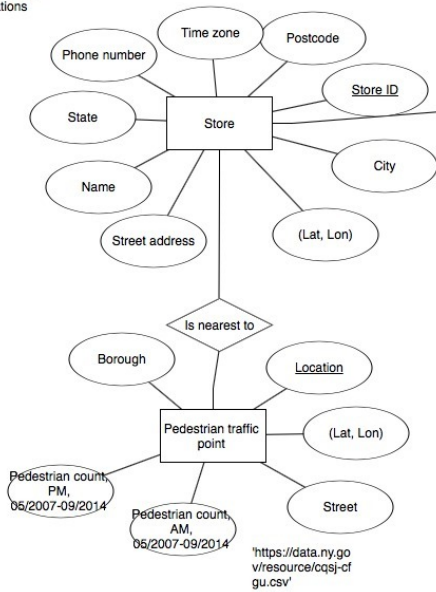 Time zone
Postcode
Phone number
Store ID
State
Store
City
Name
Street address
(Lat, Lon)
Is nearest to
Borough
Location
Pedestrian traffic
point
(Lat, Lon)
Pedestrian count,
PM,
05/2007-09/2014
Street
Pedestrian count,
AM,
05/2007-09/2014
'https://data.ny.go
v/resource/cqsj-cf
gu.csv'